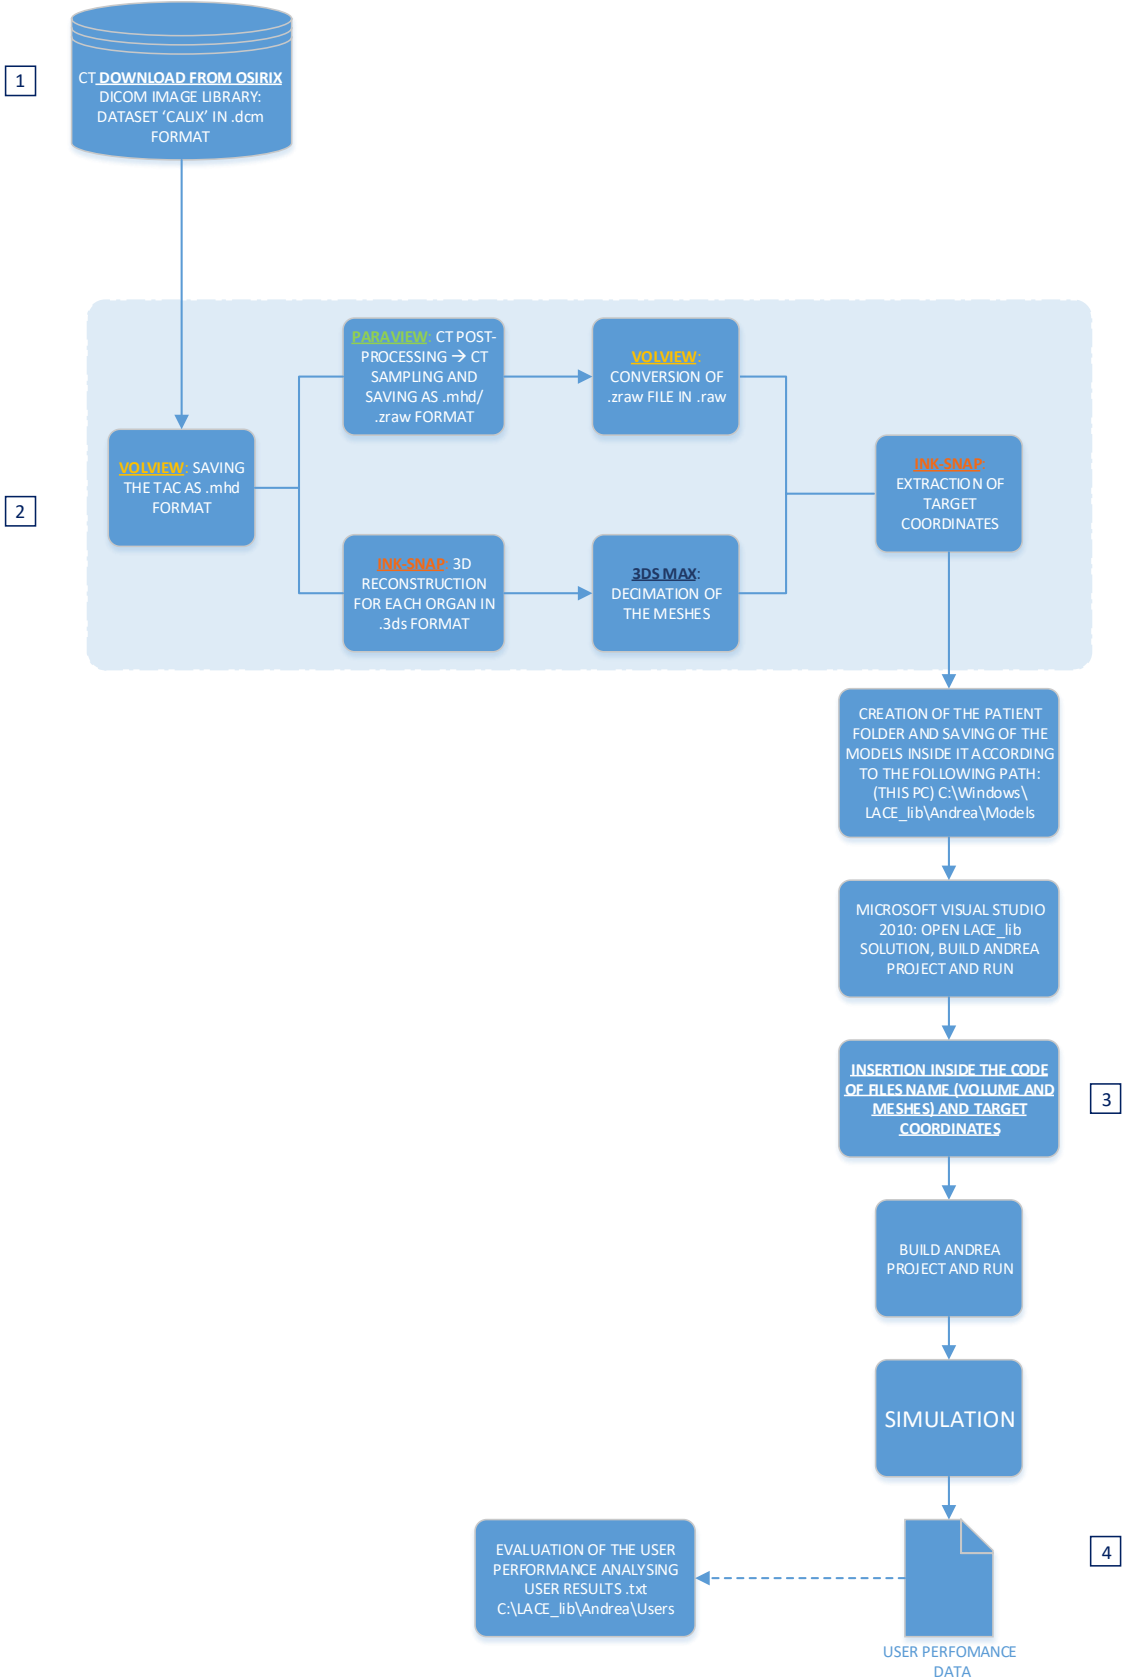 1
CT DOWNLOAD FROM OSIRIX
DICOM IMAGE LIBRARY:
DATASET ‘CALIX’ IN .dcm
FORMAT
2
VOLVIEW: SAVING
THE TAC AS .mhd
FORMAT
PARAVIEW: CT POST-
PROCESSING → CT
SAMPLING AND
SAVING AS .mhd/
.zraw FORMAT
VOLVIEW:
CONVERSION OF
.zraw FILE IN .raw
INK-SNAP: 3D
RECONSTRUCTION
FOR EACH ORGAN IN
.3ds FORMAT
3DS MAX:
DECIMATION OF
THE MESHES
INK-SNAP:
EXTRACTION OF
TARGET
COORDINATES
CREATION OF THE PATIENT
FOLDER AND SAVING OF THE
MODELS INSIDE IT ACCORDING
TO THE FOLLOWING PATH:
(THIS PC) C:\Windows\
LACE_lib\Andrea\Models
MICROSOFT VISUAL STUDIO
2010: OPEN LACE_lib
SOLUTION, BUILD ANDREA
PROJECT AND RUN
INSERTION INSIDE THE CODE
OF FILES NAME (VOLUME AND
MESHES) AND TARGET
COORDINATES
3
BUILD ANDREA
PROJECT AND RUN
SIMULATION
4
EVALUATION OF THE USER
PERFORMANCE ANALYSING
USER RESULTS .txt
C:\LACE_lib\Andrea\Users
USER PERFOMANCE
DATA